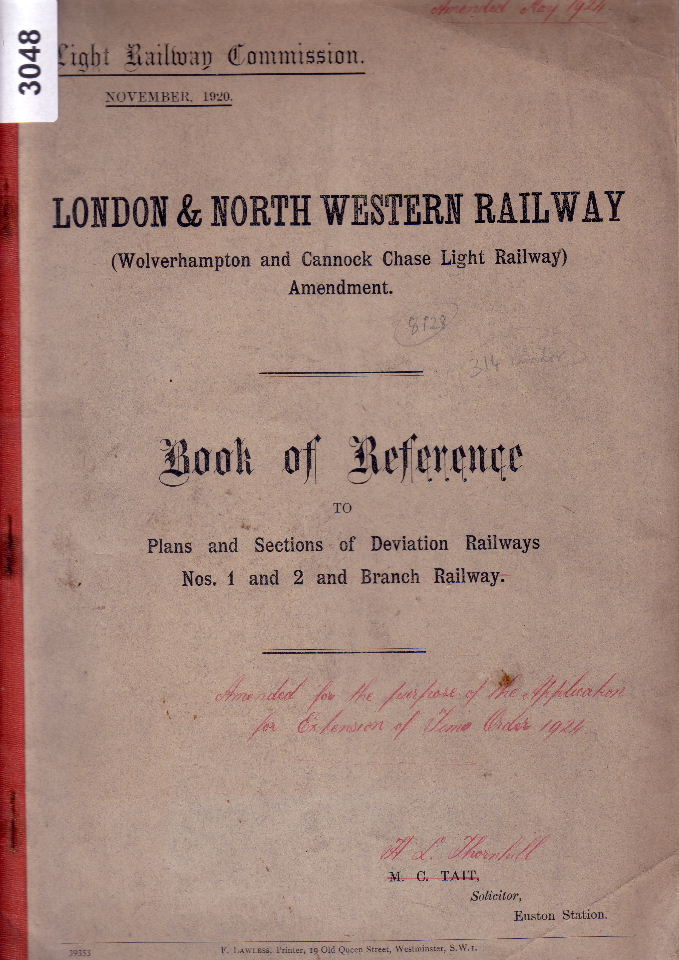 Amended May 1924
3048
Light Railway Commission.
NOVEMBER, 1920.
LONDON & NORTH WESTERN RAILWAY
(Wolverhampton and Cannock Chase Light Railway)
Amendment.
8928
314
Book of Reference
TO
Plans and Sections of Deviation Railways
Nos. 1 and 2 and Branch Railway.
Amended for the purpose of the Application
for Extension of Time Order 1924
H. L. Thornhill
M. C. TAIT,
Solicitor,
Euston Station.
39353
F. LAWLESS, Printer, 19 Old Queen Street, Westminster, S.W.1.